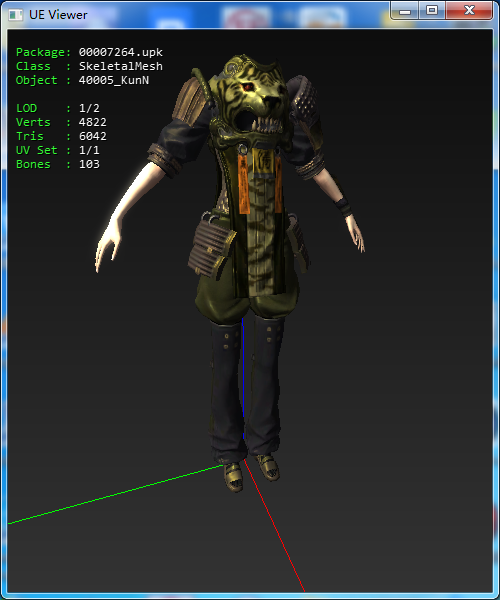 UE Viewer
Package: 00007264.upk
Class : SkeletalMesh
Object : 40005_KunN
LOD : 1/2
Verts : 4822
Tris : 6042
UV Set : 1/1
Bones : 103